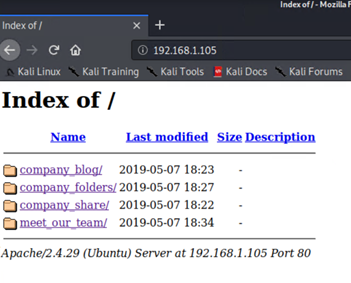 Index of / - Mozilla F
Index of /
192.168.1.105
Kali Linux Kali Training Kali Tools Kali Docs Kali Forums
Index of /
Name Last modified Size Description
company_blog/ 2019-05-07 18:23 -
company_folders/ 2019-05-07 18:27 -
company_share/ 2019-05-07 18:22 -
meet_our_team/ 2019-05-07 18:34 -
Apache/2.4.29 (Ubuntu) Server at 192.168.1.105 Port 80